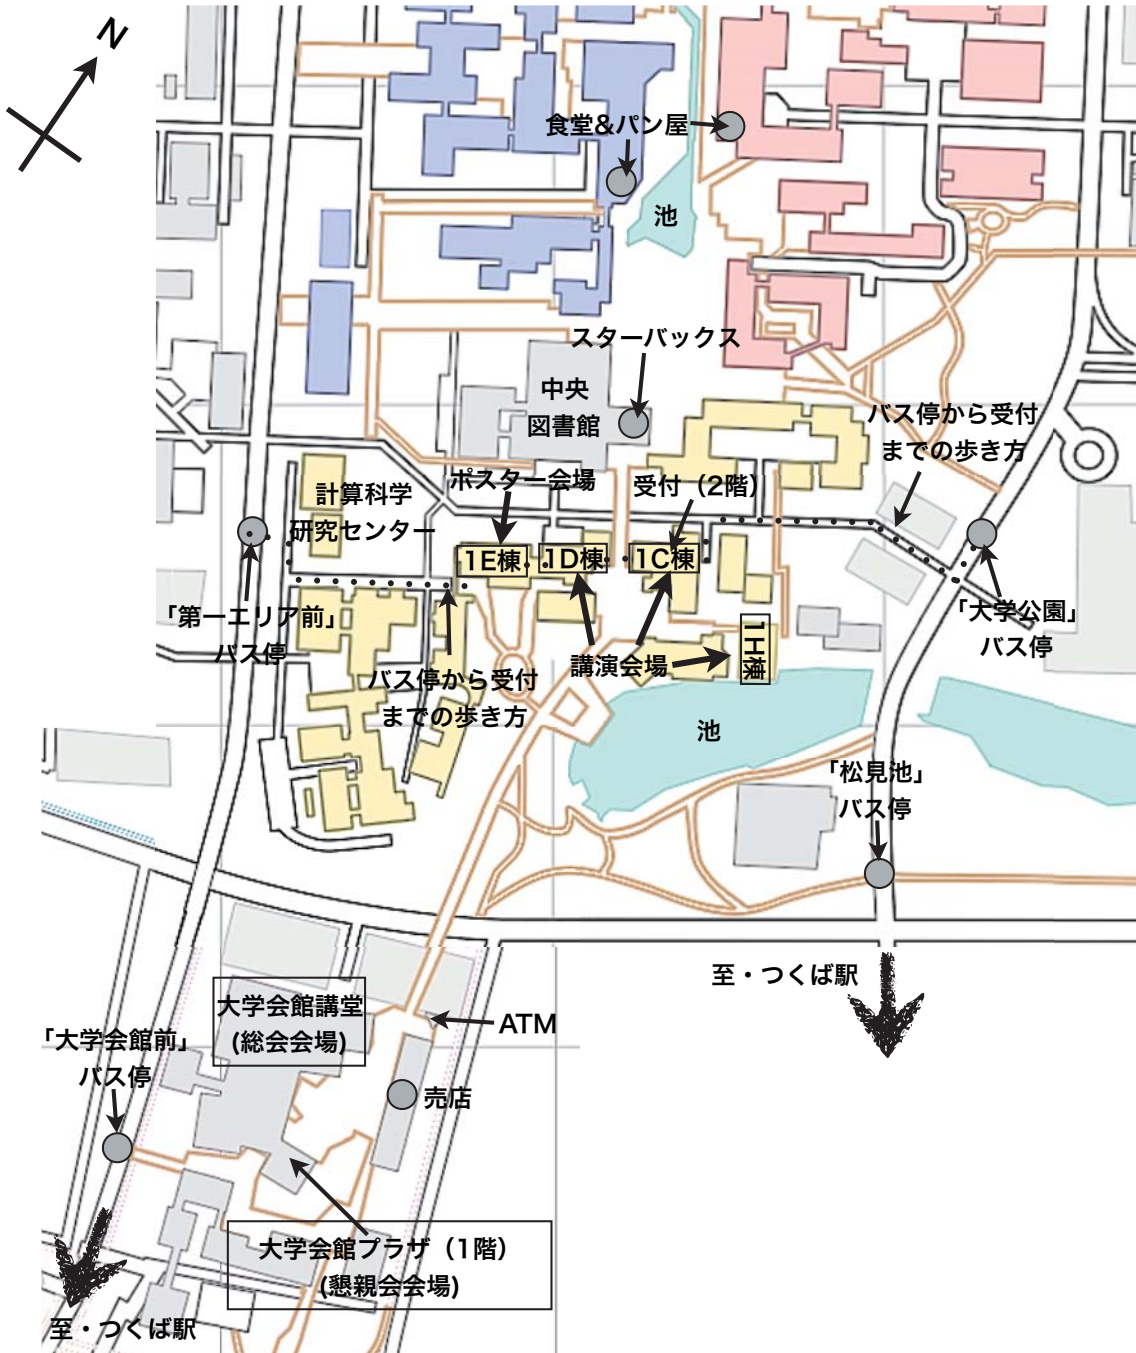 N
食堂&パン屋
池
スターバックス
中央
図書館
バス停から受付
までの歩き方
ポスター会場
受付（2階）
計算科学
研究センター
1E棟
1D棟
1C棟
「第一エリア前」
バス停
「大学公園」
バス停
1H棟
講演会場
バス停から受付
までの歩き方
池
「松見池」
バス停
至・つくば駅
大学会館講堂
(総会会場)
ATM
「大学会館前」
バス停
売店
大学会館プラザ（1階）
(懇親会会場)
至・つくば駅